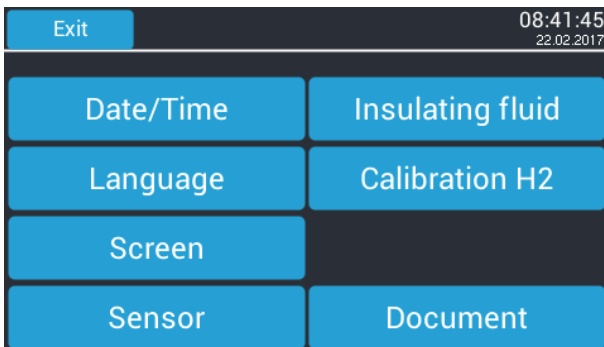 Exit
08:41:45
22.02.2017
Date/Time
Insulating fluid
Language
Calibration H2
Screen
Sensor
Document